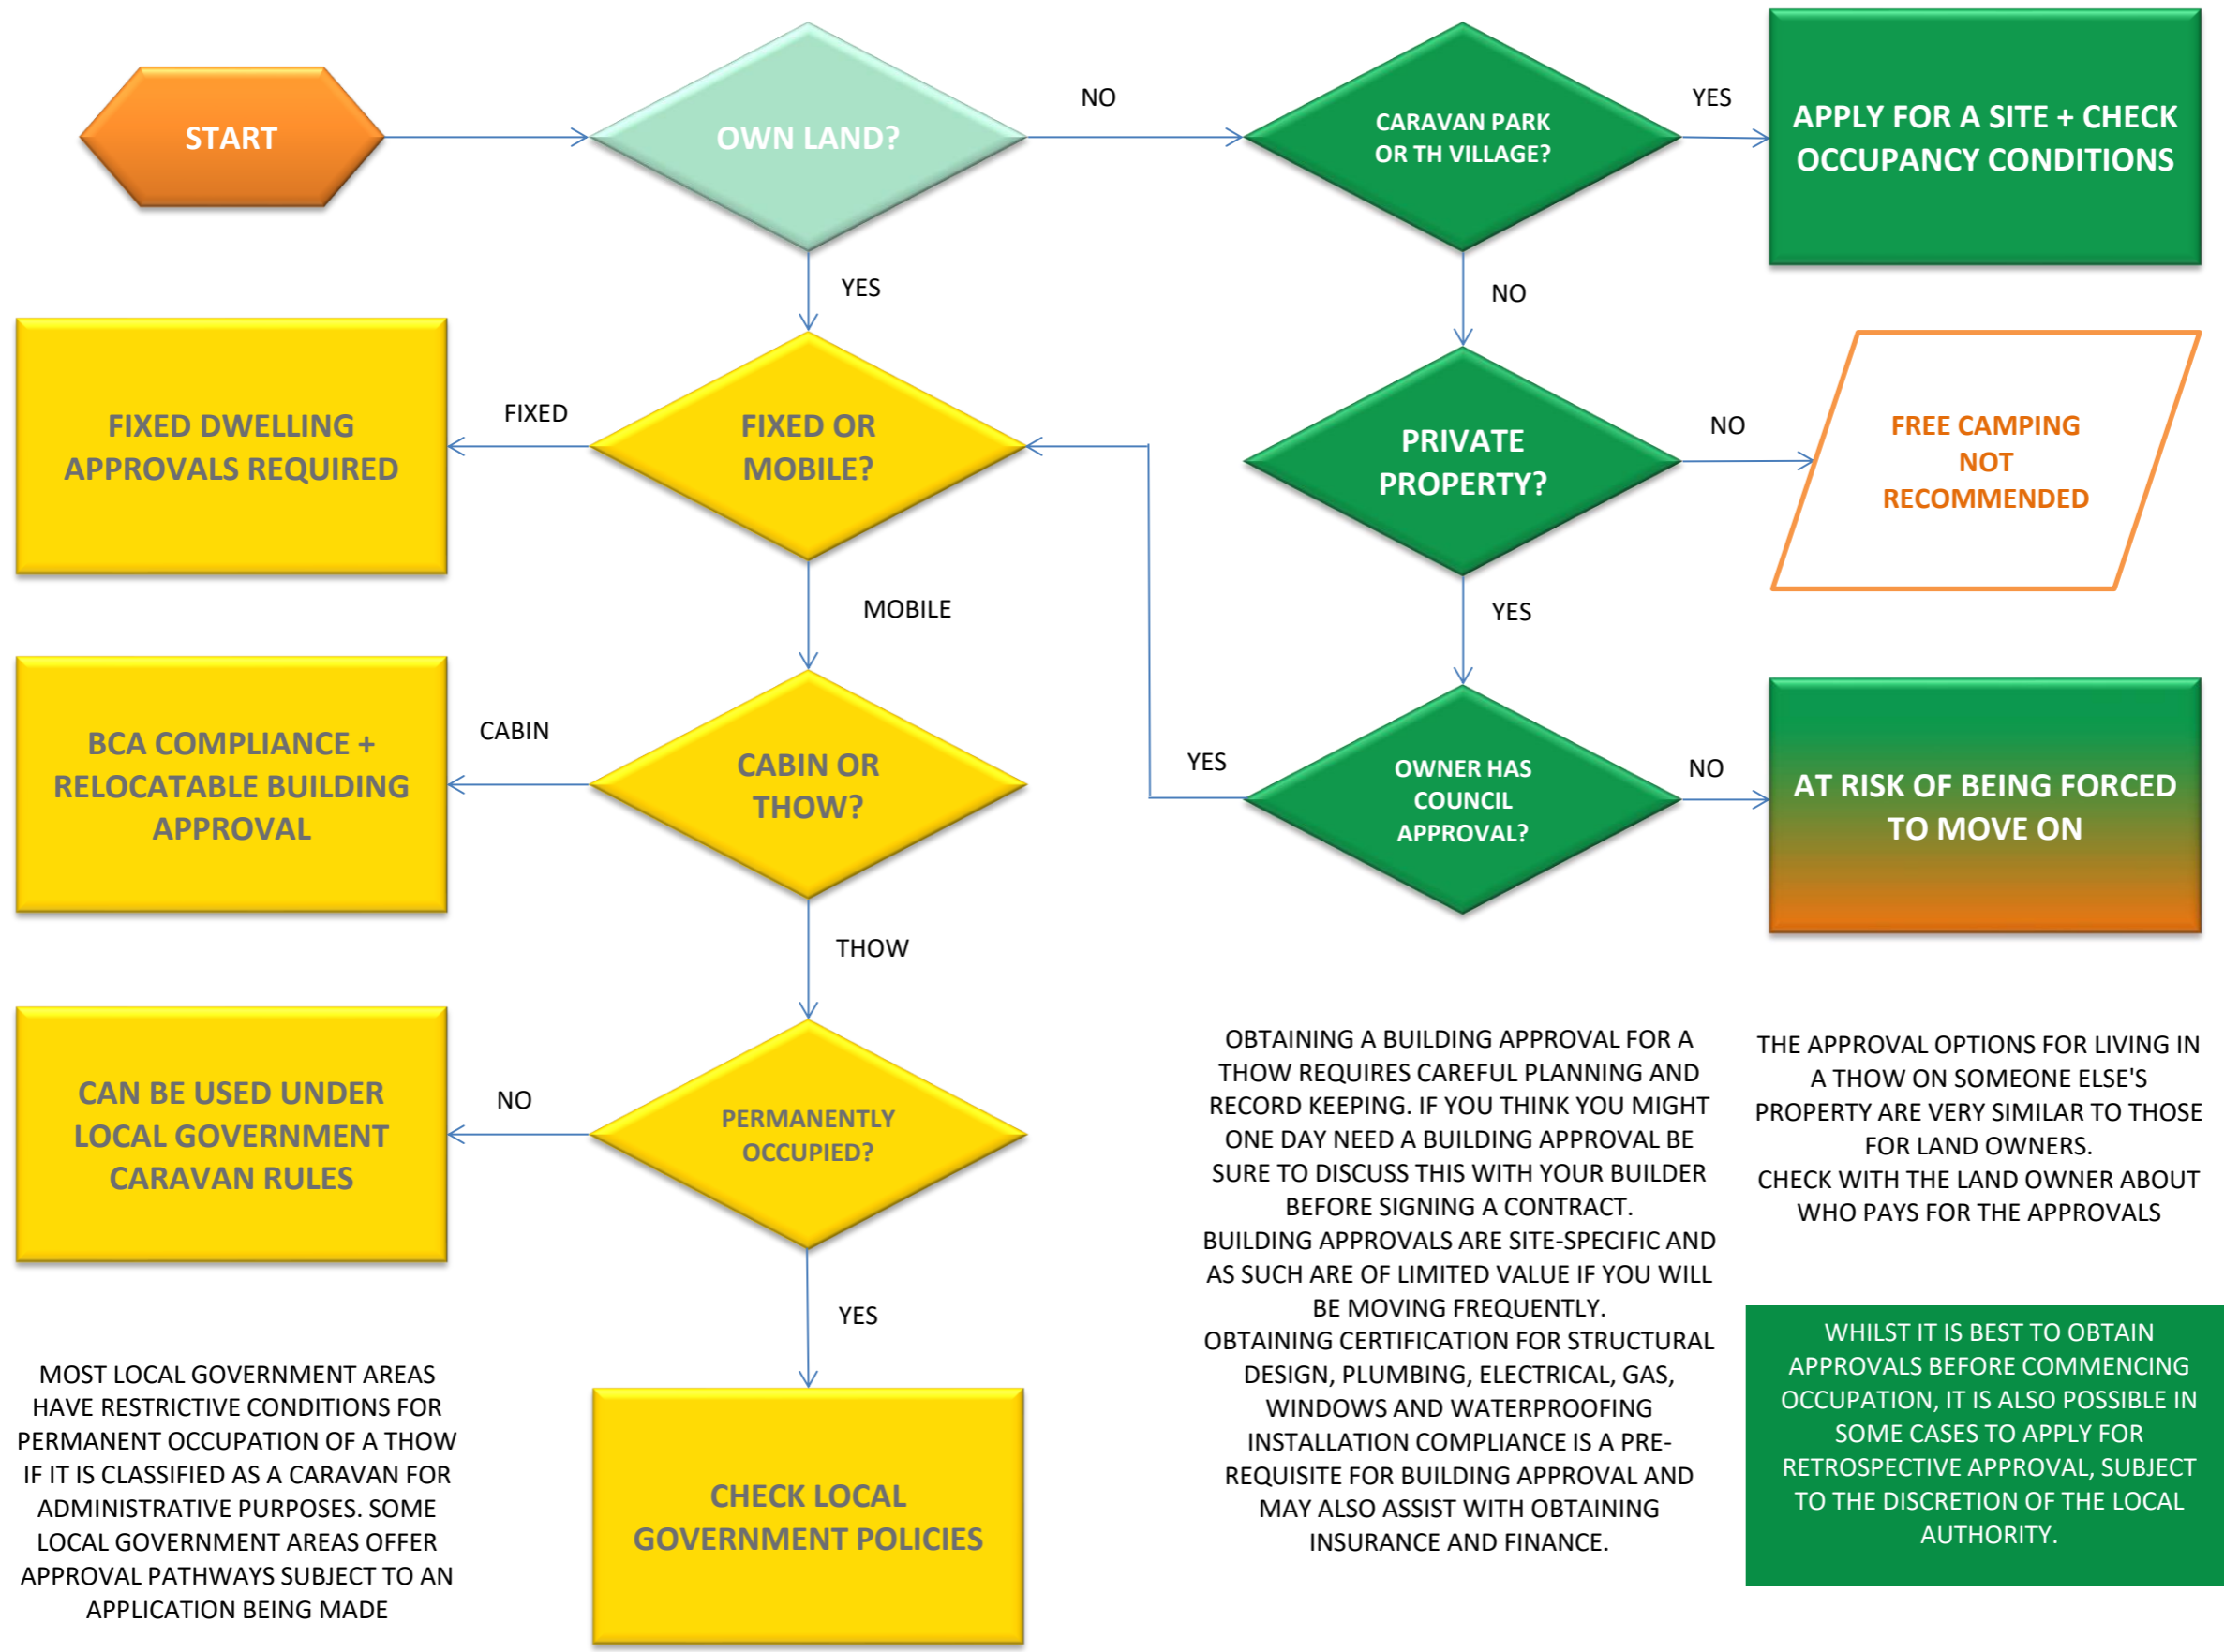 START
OWN LAND?
NO
CARAVAN PARK
OR TH VILLAGE?
YES
APPLY FOR A SITE + CHECK
OCCUPANCY CONDITIONS
YES
NO
FIXED DWELLING
APPROVALS REQUIRED
FIXED
FIXED OR
MOBILE?
PRIVATE
PROPERTY?
NO
FREE CAMPING
NOT
RECOMMENDED
MOBILE
YES
BCA COMPLIANCE +
RELOCATABLE BUILDING
APPROVAL
CABIN
CABIN OR
THOW?
YES
OWNER HAS
COUNCIL
APPROVAL?
NO
AT RISK OF BEING FORCED
TO MOVE ON
THOW
CAN BE USED UNDER
LOCAL GOVERNMENT
CARAVAN RULES
NO
PERMANENTLY
OCCUPIED?
YES
CHECK LOCAL
GOVERNMENT POLICIES
MOST LOCAL GOVERNMENT AREAS
HAVE RESTRICTIVE CONDITIONS FOR
PERMANENT OCCUPATION OF A THOW
IF IT IS CLASSIFIED AS A CARAVAN FOR
ADMINISTRATIVE PURPOSES. SOME
LOCAL GOVERNMENT AREAS OFFER
APPROVAL PATHWAYS SUBJECT TO AN
APPLICATION BEING MADE
OBTAINING A BUILDING APPROVAL FOR A
THOW REQUIRES CAREFUL PLANNING AND
RECORD KEEPING. IF YOU THINK YOU MIGHT
ONE DAY NEED A BUILDING APPROVAL BE
SURE TO DISCUSS THIS WITH YOUR BUILDER
BEFORE SIGNING A CONTRACT.
BUILDING APPROVALS ARE SITE-SPECIFIC AND
AS SUCH ARE OF LIMITED VALUE IF YOU WILL
BE MOVING FREQUENTLY.
OBTAINING CERTIFICATION FOR STRUCTURAL
DESIGN, PLUMBING, ELECTRICAL, GAS,
WINDOWS AND WATERPROOFING
INSTALLATION COMPLIANCE IS A PRE-
REQUISITE FOR BUILDING APPROVAL AND
MAY ALSO ASSIST WITH OBTAINING
INSURANCE AND FINANCE.
THE APPROVAL OPTIONS FOR LIVING IN
A THOW ON SOMEONE ELSE'S
PROPERTY ARE VERY SIMILAR TO THOSE
FOR LAND OWNERS.
CHECK WITH THE LAND OWNER ABOUT
WHO PAYS FOR THE APPROVALS
WHILST IT IS BEST TO OBTAIN
APPROVALS BEFORE COMMENCING
OCCUPATION, IT IS ALSO POSSIBLE IN
SOME CASES TO APPLY FOR
RETROSPECTIVE APPROVAL, SUBJECT
TO THE DISCRETION OF THE LOCAL
AUTHORITY.